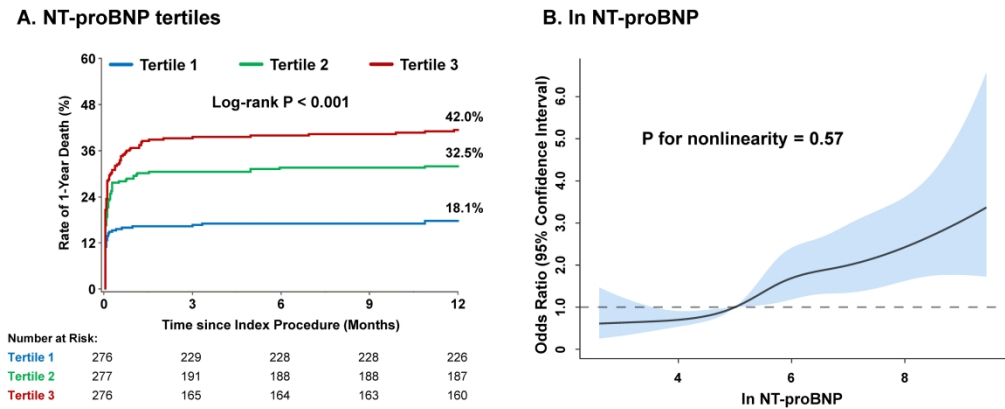 A. NT-proBNP tertiles
Tertile 1 Tertile 2 Tertile 3
Log-rank P < 0.001
Rate of 1-Year Death (%)
60
48
36
24
12
0
42.0%
32.5%
18.1%
0 3 6 9 12
Time since Index Procedure (Months)
Number at Risk:
Tertile 1 276 229 228 228 226
Tertile 2 277 191 188 188 187
Tertile 3 276 165 164 163 160
B. ln NT-proBNP
P for nonlinearity = 0.57
Odds Ratio (95% Confidence Interval)
6.0
5.0
4.0
3.0
2.0
1.0
0
4 6 8
ln NT-proBNP